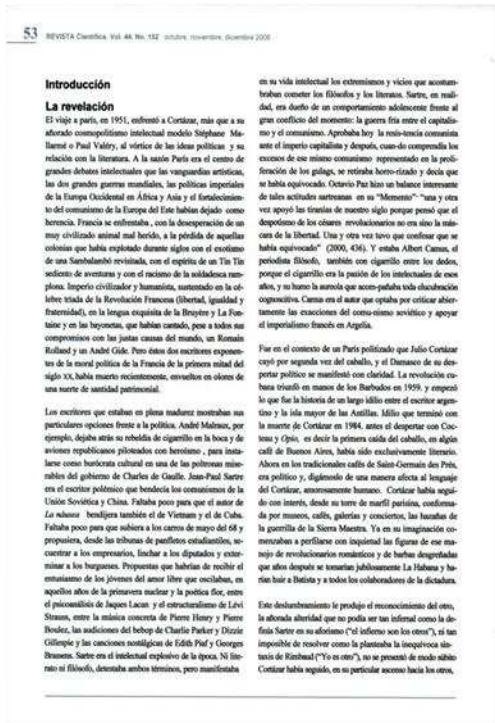 53 REVISTA Científica. Vol. 44, No. 152 octubre, noviembre, diciembre 2008
Introducción
La revelación
El viaje a parís, en 1951, enfrentó a Cortázar, más que a su
añorado cosmopolitismo intelectual modelo Stéphane Ma-
llarmé o Paul Valéry, al vórtice de las ideas políticas y su
relación con la literatura. A la sazón París era el centro de
grandes debates intelectuales que las vanguardias artísticas,
las dos grandes guerras mundiales, las políticas imperiales
de la Europa Occidental en África y Asia y el fortalecimien-
to del comunismo de la Europa del Este habían dejado como
herencia. Francia se enfrentaba , con la desesperación de un
muy civilizado animal mal herido, a la pérdida de aquellas
colonias que había explotado durante siglos con el exotismo
de una Sambalambó revisitada, con el espíritu de un Tin Tin
sediento de aventuras y con el racismo de la soldadesca ram-
plona. Imperio civilizador y humanista, sustentado en la cé-
lebre triada de la Revolución Francesa (libertad, igualdad y
fraternidad), en la lengua exquisita de la Bruyère y La Fon-
taine y en las bayonetas, que habían cantado, pese a todos sus
compromisos con las justas causas del mundo, un Romain
Rolland y un André Gide. Pero éstos dos escritores exponen-
tes de la moral política de la Francia de la primera mitad del
siglo XX, había muerto recientemente, envueltos en olores de
una suerte de santidad patrimonial.
Los escritores que estaban en plena madurez mostraban sus
particulares opciones frente a la política. André Malraux, por
ejemplo, dejaba atrás su rebeldía de cigarrillo en la boca y de
aviones republicanos piloteados con heroísmo , para insta-
larse como burócrata cultural en una de las poltronas mise-
rables del gobierno de Charles de Gaulle. Jean-Paul Sartre
era el escritor polémico que bendecía los comunismos de la
Unión Soviética y China. Faltaba poco para que el autor de
La náusea bendijera también el de Vietnam y el de Cuba.
Faltaba poco para que subiera a los carros de mayo del 68 y
propusiera, desde las tribunas de panfletos estudiantiles, se-
cuestrar a los empresarios, linchar a los diputados y exter-
minar a los burgueses. Propuestas que habrían de recibir el
entusiasmo de los jóvenes del amor libre que oscilaban, en
aquellos años de la primavera nuclear y la poética flor, entre
el psicoanálisis de Jaques Lacan y el estructuralismo de Lévi
Strauss, entre la música concreta de Pierre Henry y Pierre
Boulez, las audiciones del bebop de Charlie Parker y Dizzie
Gillespie y las canciones nostálgicas de Edith Piaf y Georges
Brassens. Sartre era el intelectual explosivo de la época. Ni lite-
rato ni filósofo, detestaba ambos términos, pero manifestaba
en su vida intelectual los extremismos y vicios que acostum-
braban cometer los filósofos y los literatos. Sartre, en reali-
dad, era dueño de un comportamiento adolescente frente al
gran conflicto del momento: la guerra fría entre el capitalis-
mo y el comunismo. Aprobaba hoy la resis-tencia comunista
ante el imperio capitalista y después, cuan-do comprendía los
excesos de ese mismo comunismo representado en la proli-
feración de los gulags, se retiraba horro-rizado y decía que
se había equivocado. Octavio Paz hizo un balance interesante
de tales actitudes sartreanas en su "Memento"- "una y otra
vez apoyó las tiranías de nuestro siglo porque pensó que el
despotismo de los césares revolucionarios no era sino la más-
cara de la libertad. Una y otra vez tuvo que confesar que se
había equivocado" (2000, 436). Y estaba Albert Camus, el
periodista filósofo, también con cigarrillo entre los dedos,
porque el cigarrillo era la pasión de los intelectuales de esos
años, y su humo la aureola que acom-pañaba toda elucubración
cognoscitiva. Camus era el autor que optaba por criticar abier-
tamente las exacciones del comu-nismo soviético y apoyar
el imperialismo francés en Argelia.
Fue en el contexto de un París politizado que Julio Cortázar
cayó por segunda vez del caballo, y el Damasco de su des-
pertar político se manifestó con claridad. La revolución cu-
bana triunfó en manos de los Barbudos en 1959. y empezó
lo que fue la historia de un largo idilio entre el escritor argen-
tino y la isla mayor de las Antillas. Idilio que terminó con
la muerte de Cortázar en 1984. antes el despertar con Coc-
teau y Opio, es decir la primera caída del caballo, en algún
café de Buenos Aires, había sido exclusivamente literario.
Ahora en los tradicionales cafés de Saint-Germain des Prés,
era político y, digámoslo de una manera afecta al lenguaje
del Cortázar, amorosamente humano. Cortázar había segui-
do con interés, desde su torre de marfil parisina, conforma-
da por museos, cafés, galerías y conciertos, las hazañas de
la guerrilla de la Sierra Maestra. Ya en su imaginación co-
menzaban a perfilarse con inquietud las figuras de ese ma-
nojo de revolucionarios románticos y de barbas desgreñadas
que años después se tomarían jubilosamente La Habana y ha-
rían huir a Batista y a todos los colaboradores de la dictadura.
Este deslumbramiento le produjo el reconocimiento del otro,
la añorada alteridad que no podía ser tan infernal como la de-
finía Sartre en su aforismo ("el infierno son los otros"), ni tan
imposible de resolver como la planteaba la inequívoca sin-
taxis de Rimbaud ("Yo es otro"), no se presentó de modo súbito
Cortázar había seguido, en su particular ascenso hacia los otros,